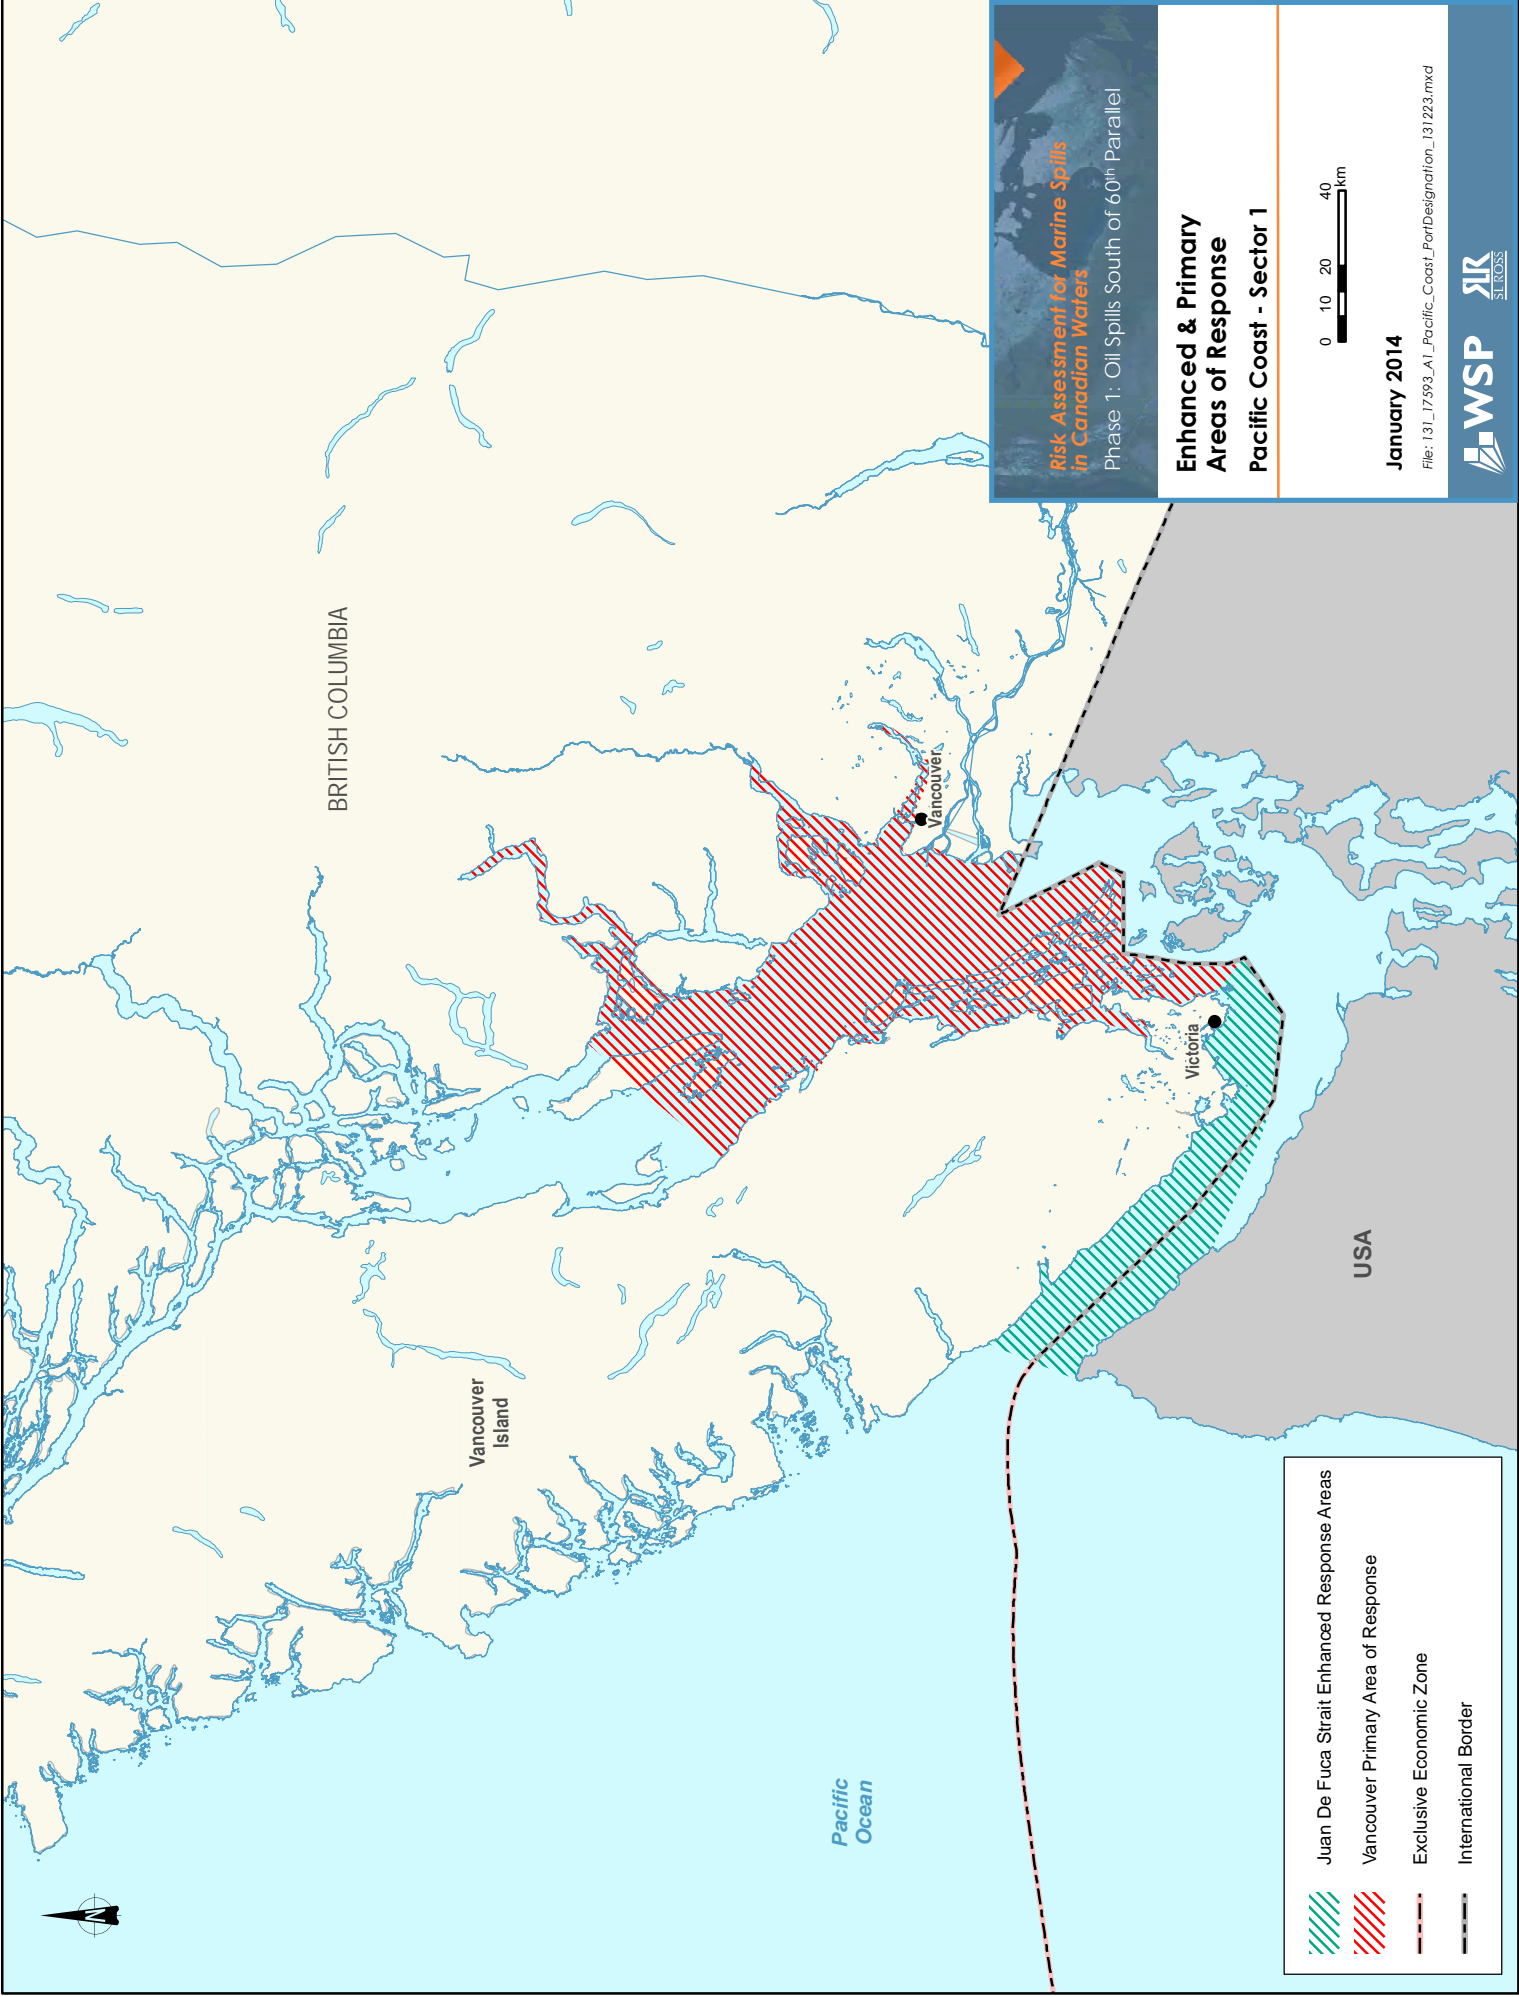 BRITISH COLUMBIA
Vancouver
Island
Vancouver
Victoria
Pacific
Ocean
USA
N
Juan De Fuca Strait Enhanced Response Areas
Vancouver Primary Area of Response
Exclusive Economic Zone
International Border
Risk Assessment for Marine Spills
in Canadian Waters
Phase 1: Oil Spills South of 60th Parallel
Enhanced & Primary
Areas of Response
Pacific Coast - Sector 1
0 10 20 40
km
January 2014
File: 131_17593_A1_Pacific_Coast_PortDesignation_131223.mxd
WSP
SLR
SL ROSS